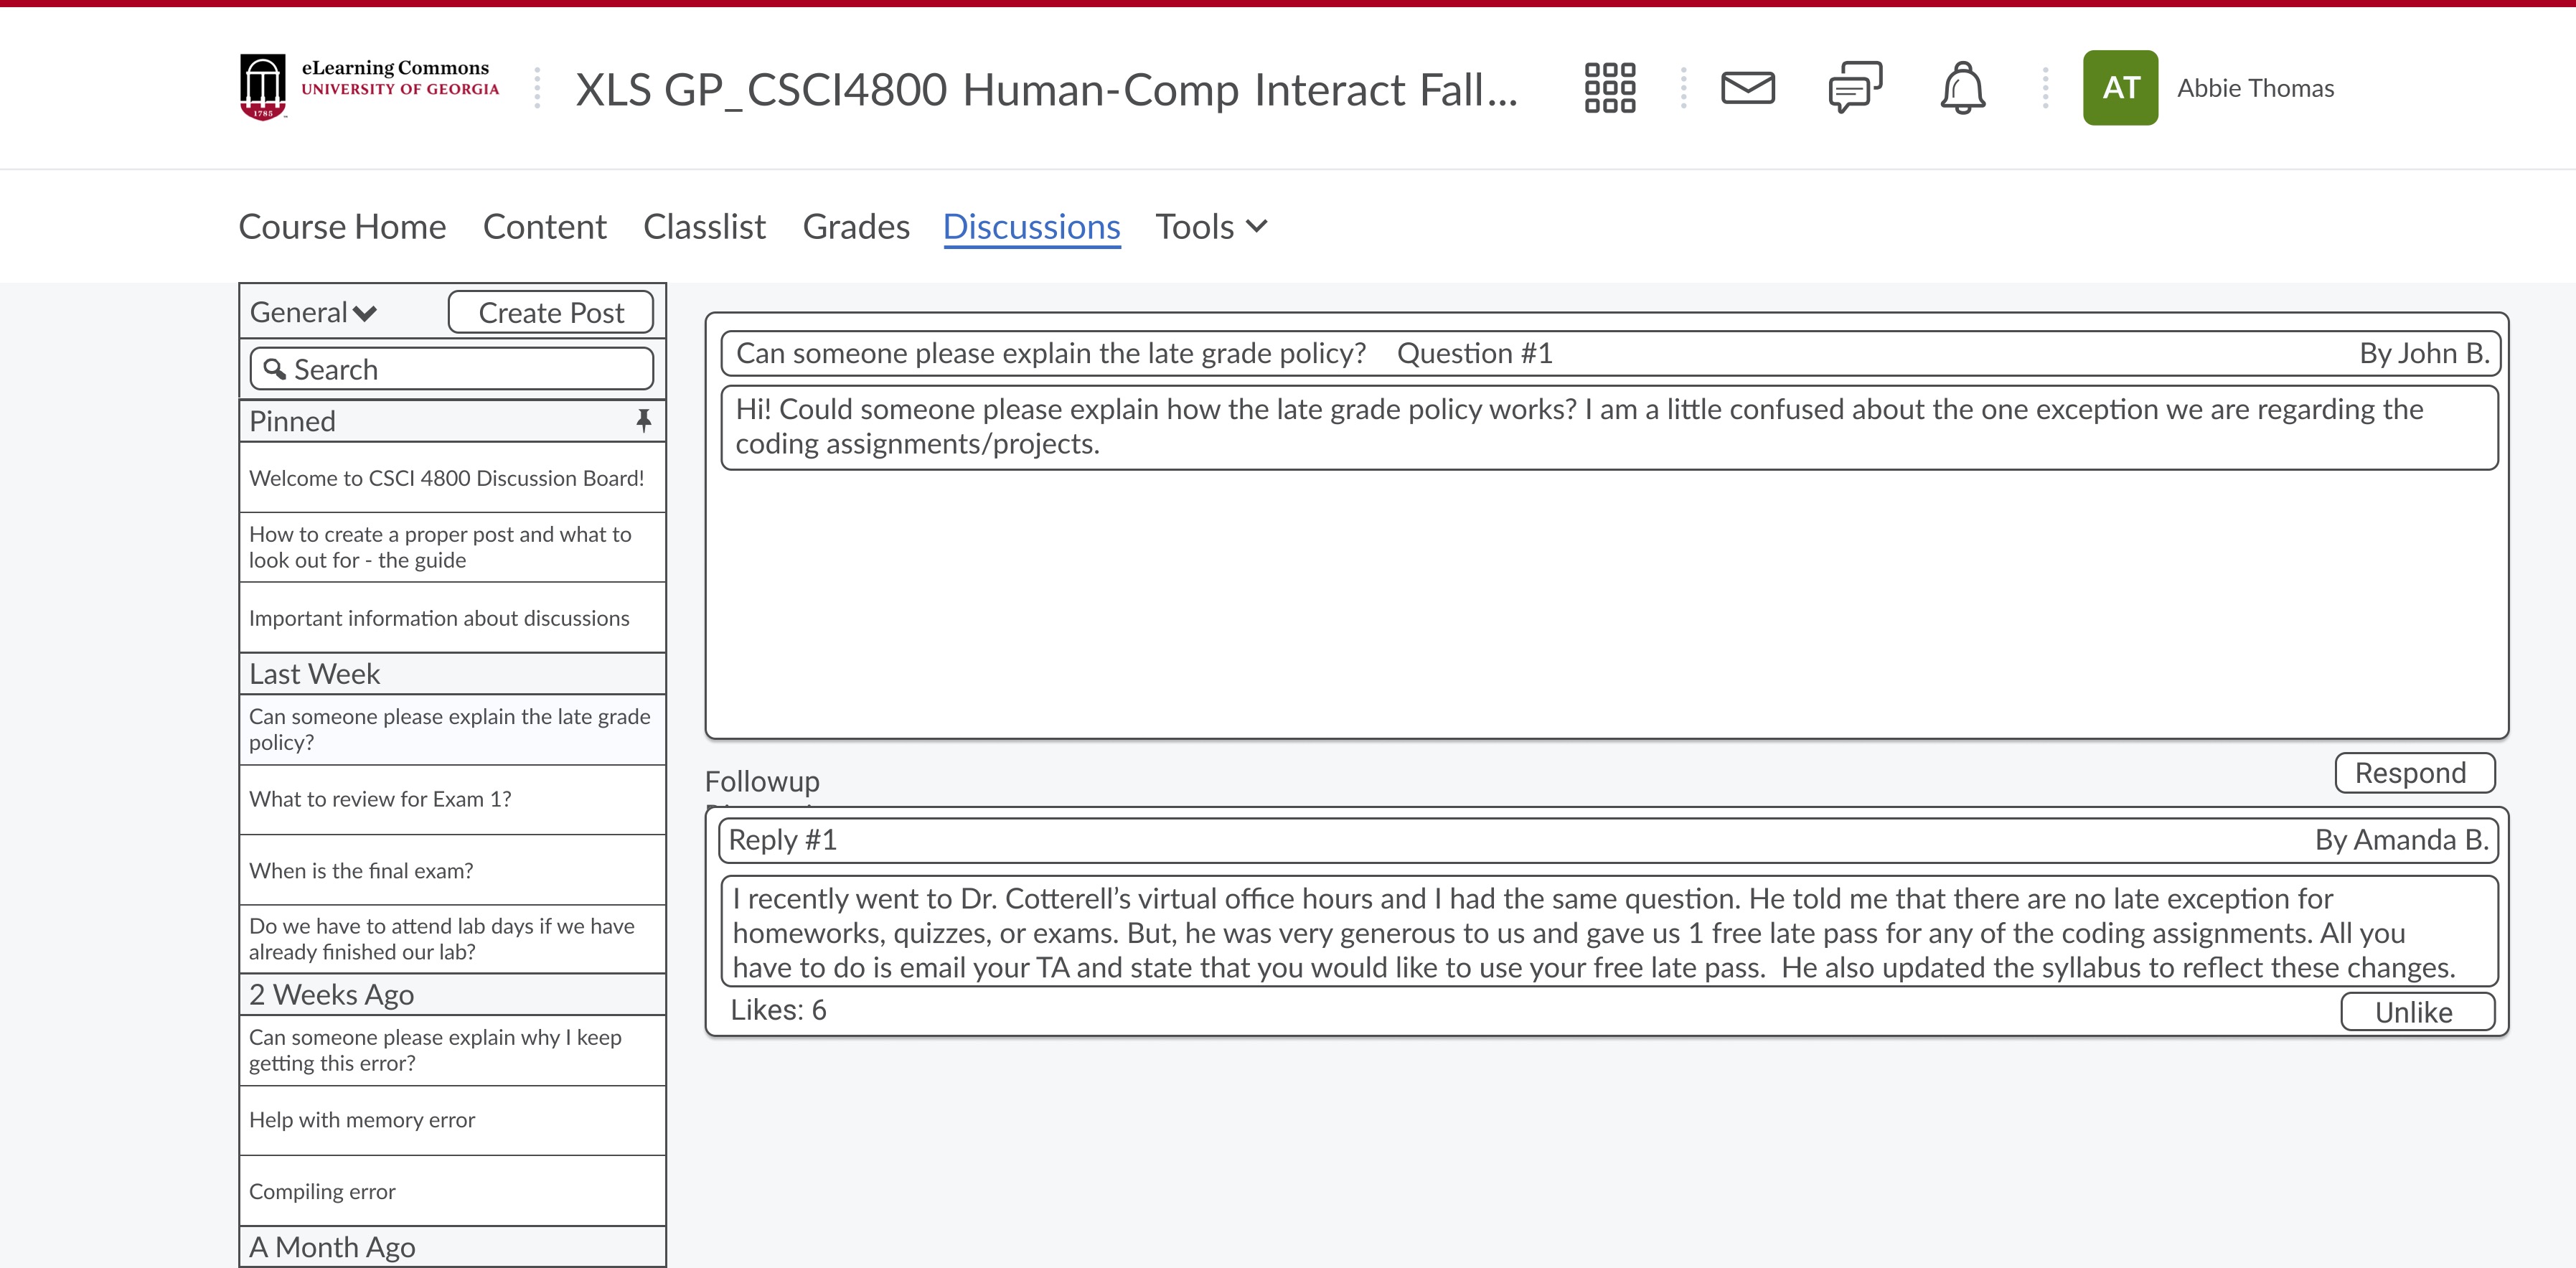 eLearning Commons
UNIVERSITY OF GEORGIA
1785
XLS GP_CSCI4800 Human-Comp Interact Fall...
AT
Abbie Thomas
Course Home
Content
Classlist
Grades
Discussions
Tools
General
Create Post
Search
Pinned
Welcome to CSCI 4800 Discussion Board!
How to create a proper post and what to
look out for - the guide
Important information about discussions
Last Week
Can someone please explain the late grade
policy?
What to review for Exam 1?
When is the final exam?
Do we have to attend lab days if we have
already finished our lab?
2 Weeks Ago
Can someone please explain why I keep
getting this error?
Help with memory error
Compiling error
A Month Ago
Can someone please explain the late grade policy? Question #1
By John B.
Hi! Could someone please explain how the late grade policy works? I am a little confused about the one exception we are regarding the
coding assignments/projects.
Followup
Respond
Reply #1
By Amanda B.
I recently went to Dr. Cotterell’s virtual office hours and I had the same question. He told me that there are no late exception for
homeworks, quizzes, or exams. But, he was very generous to us and gave us 1 free late pass for any of the coding assignments. All you
have to do is email your TA and state that you would like to use your free late pass.  He also updated the syllabus to reflect these changes.
Likes: 6
Unlike